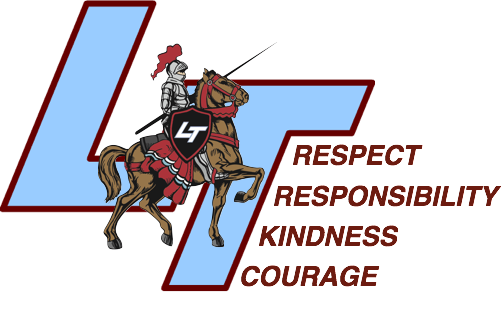 LT
LT
RESPECT
RESPONSIBILITY
KINDNESS
COURAGE